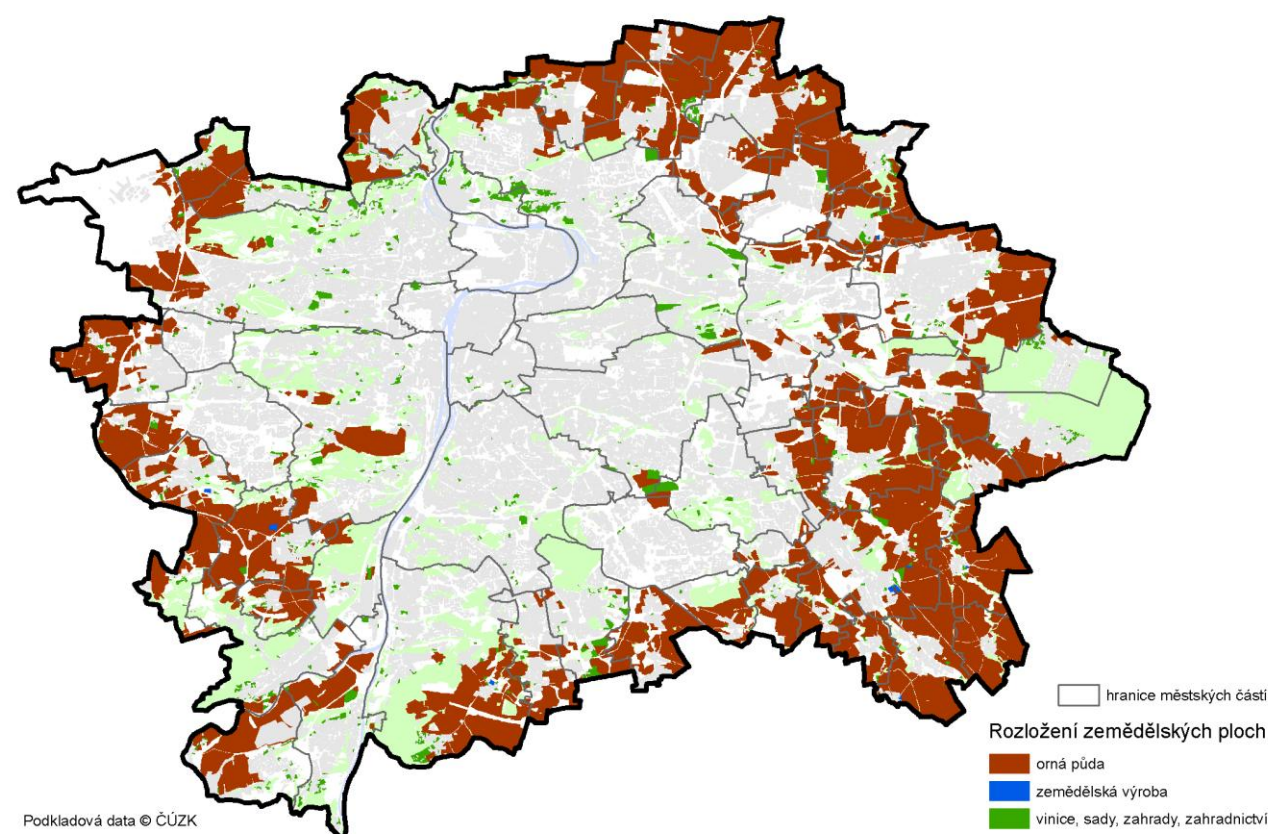 hranice městských částí
Rozložení zemědělských ploch
orná půda
zemědělská výroba
vinice, sady, zahrady, zahradnictví
Podkladová data © ČÚZK